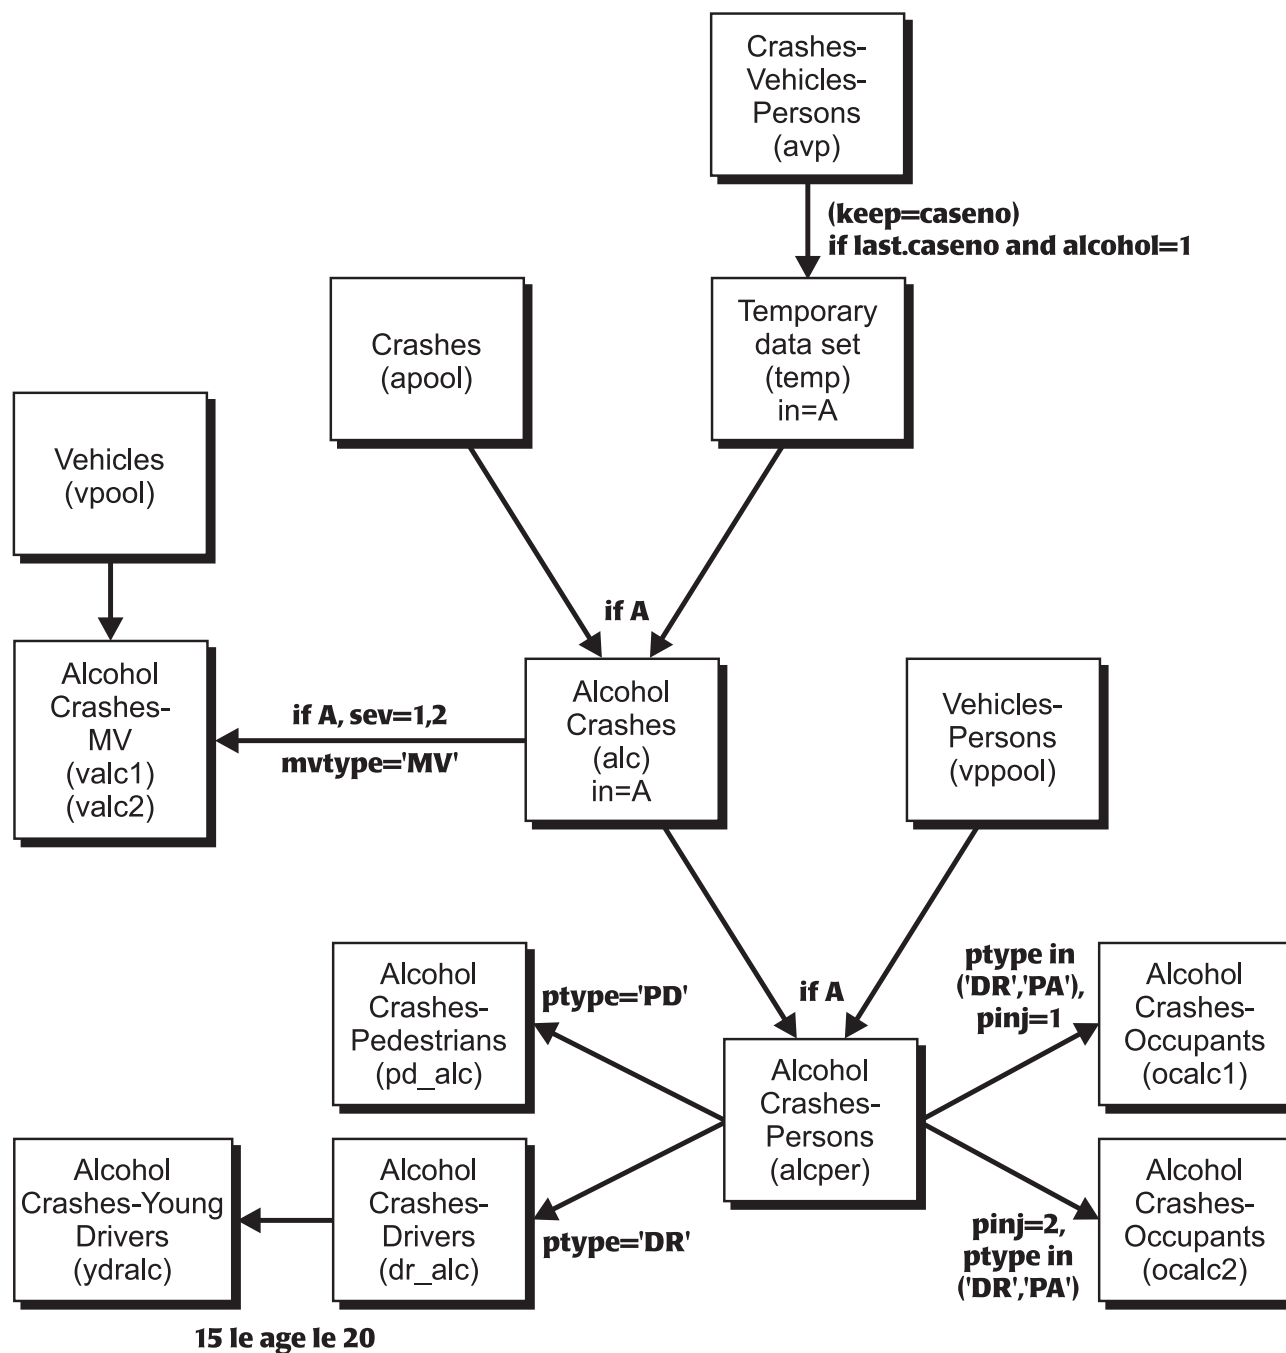 Crashes-
Vehicles-
Persons
(avp)
(keep=caseno)
if last.caseno and alcohol=1
Crashes
(apool)
Temporary
data set
(temp)
in=A
Vehicles
(vpool)
if A
Alcohol
Crashes-
MV
(valc1)
(valc2)
if A, sev=1,2
mvtype='MV'
Alcohol
Crashes
(alc)
in=A
Vehicles-
Persons
(vppool)
Alcohol
Crashes-
Pedestrians
(pd_alc)
ptype='PD'
if A
ptype in
('DR','PA'),
pinj=1
Alcohol
Crashes-
Occupants
(ocalc1)
Alcohol
Crashes-
Persons
(alcper)
Alcohol
Crashes-Young
Drivers
(ydralc)
Alcohol
Crashes-
Drivers
(dr_alc)
ptype='DR'
pinj=2,
ptype in
('DR','PA')
Alcohol
Crashes-
Occupants
(ocalc2)
15 le age le 20